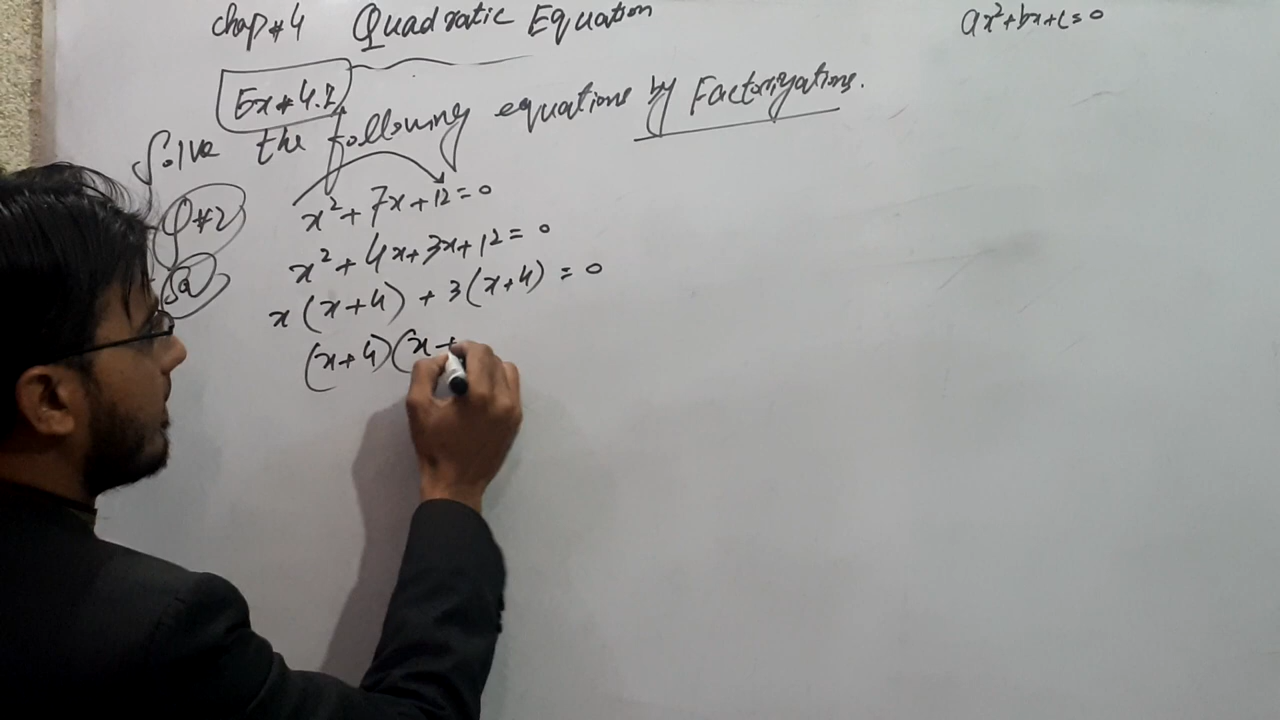 Chap # 4 Quadratic Equation
ax²+bx+c=0
Ex # 4.1
Solve the following equations by Factorizations.
Q#2 x²+7x+12=0
x²+4x+3x+12=0
x(x+4)+3(x+4)=0
(x+4)(x+